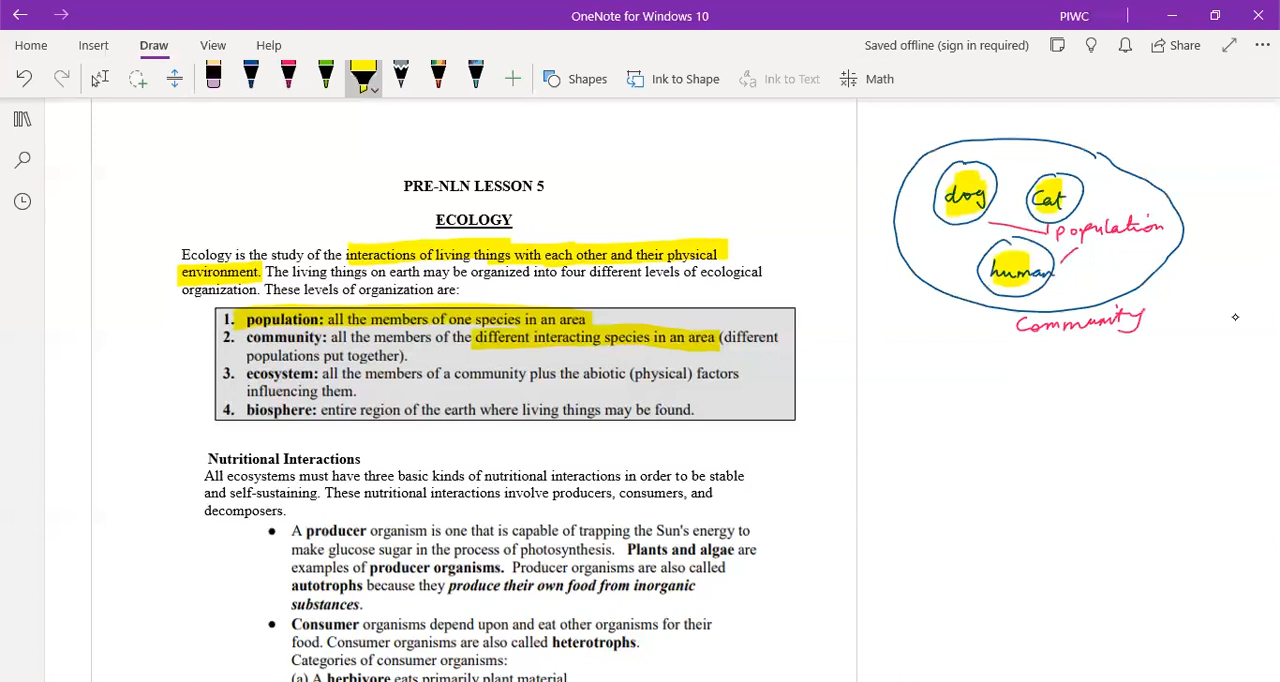 OneNote for Windows 10
PIWC
Home Insert Draw View Help
Saved offline (sign in required)
Share
Shapes
Ink to Shape
Ink to Text
Math
PRE-NLN LESSON 5
ECOLOGY
Ecology is the study of the interactions of living things with each other and their physical
environment. The living things on earth may be organized into four different levels of ecological
organization. These levels of organization are:
1. population: all the members of one species in an area
2. community: all the members of the different interacting species in an area (different
populations put together).
3. ecosystem: all the members of a community plus the abiotic (physical) factors
influencing them.
4. biosphere: entire region of the earth where living things may be found.
Nutritional Interactions
All ecosystems must have three basic kinds of nutritional interactions in order to be stable
and self-sustaining. These nutritional interactions involve producers, consumers, and
decomposers.
● A producer organism is one that is capable of trapping the Sun's energy to
make glucose sugar in the process of photosynthesis. Plants and algae are
examples of producer organisms. Producer organisms are also called
autotrophs because they produce their own food from inorganic
substances.
● Consumer organisms depend upon and eat other organisms for their
food. Consumer organisms are also called heterotrophs.
Categories of consumer organisms:
(a) A herbivore eats primarily plant material
dog
Cat
population
human
Community